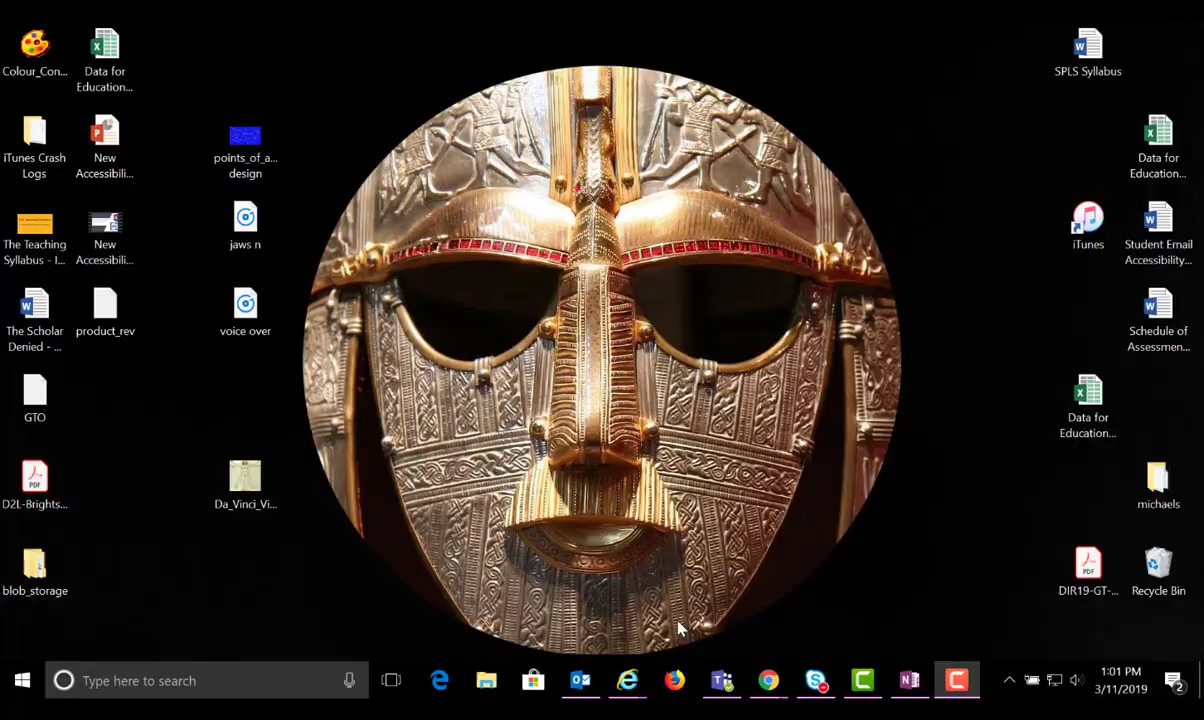 Colour_Con...
Data for
Education...
SPLS Syllabus
iTunes Crash
Logs
New
Accessibili...
points_of_a...
design
Data for
Education...
The Teaching
Syllabus - I...
New
Accessibili...
jaws n
iTunes
Student Email
Accessibility...
The Scholar
Denied - ...
product_rev
voice over
Schedule of
Assessmen...
GTO
Data for
Education...
D2L-Brights...
Da_Vinci_Vi...
michaels
blob_storage
DIR19-GT-...
Recycle Bin
Type here to search
1:01 PM
3/11/2019
2